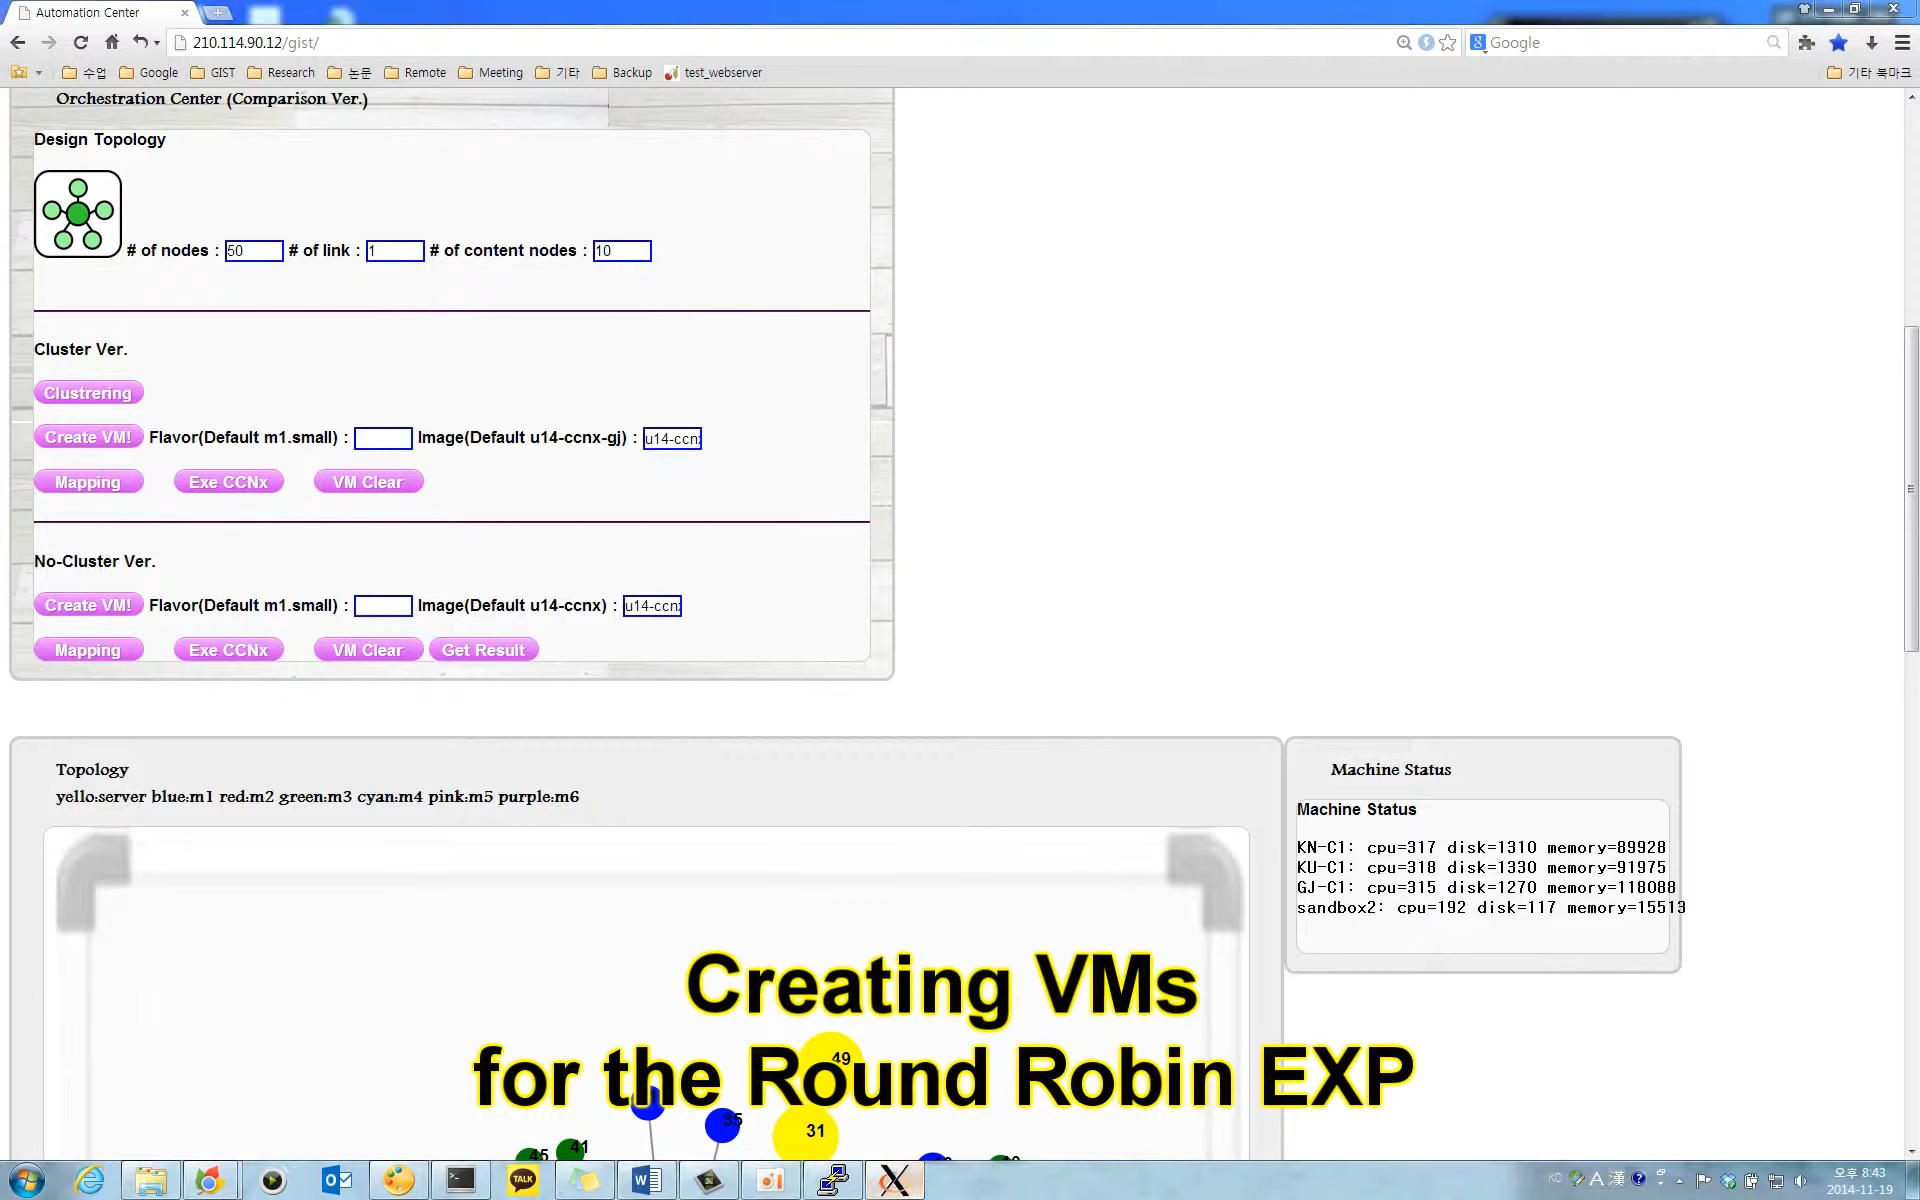 Automation Center
210.114.90.12/gist/
Google
수업 Google GIST Research 논문 Remote Meeting 기타 Backup test_webserver 기타 북마크
Orchestration Center (Comparison Ver.)
Design Topology
# of nodes : 50 # of link : 1 # of content nodes : 10
Cluster Ver.
Clustrering
Create VM! Flavor(Default m1.small) : Image(Default u14-ccnx-gj) : u14-ccn
Mapping Exe CCNx VM Clear
No-Cluster Ver.
Create VM! Flavor(Default m1.small) : Image(Default u14-ccnx) : u14-ccn
Mapping Exe CCNx VM Clear Get Result
Topology
yello:server blue:m1 red:m2 green:m3 cyan:m4 pink:m5 purple:m6
Machine Status
Machine Status
KN-C1: cpu=317 disk=1310 memory=89928
KU-C1: cpu=318 disk=1330 memory=91975
GJ-C1: cpu=315 disk=1270 memory=118088
sandbox2: cpu=192 disk=117 memory=15513
Creating VMs
for the Round Robin EXP
49
35
31
45
41
TALK
KO A 漢
오후 8:43
2014-11-19